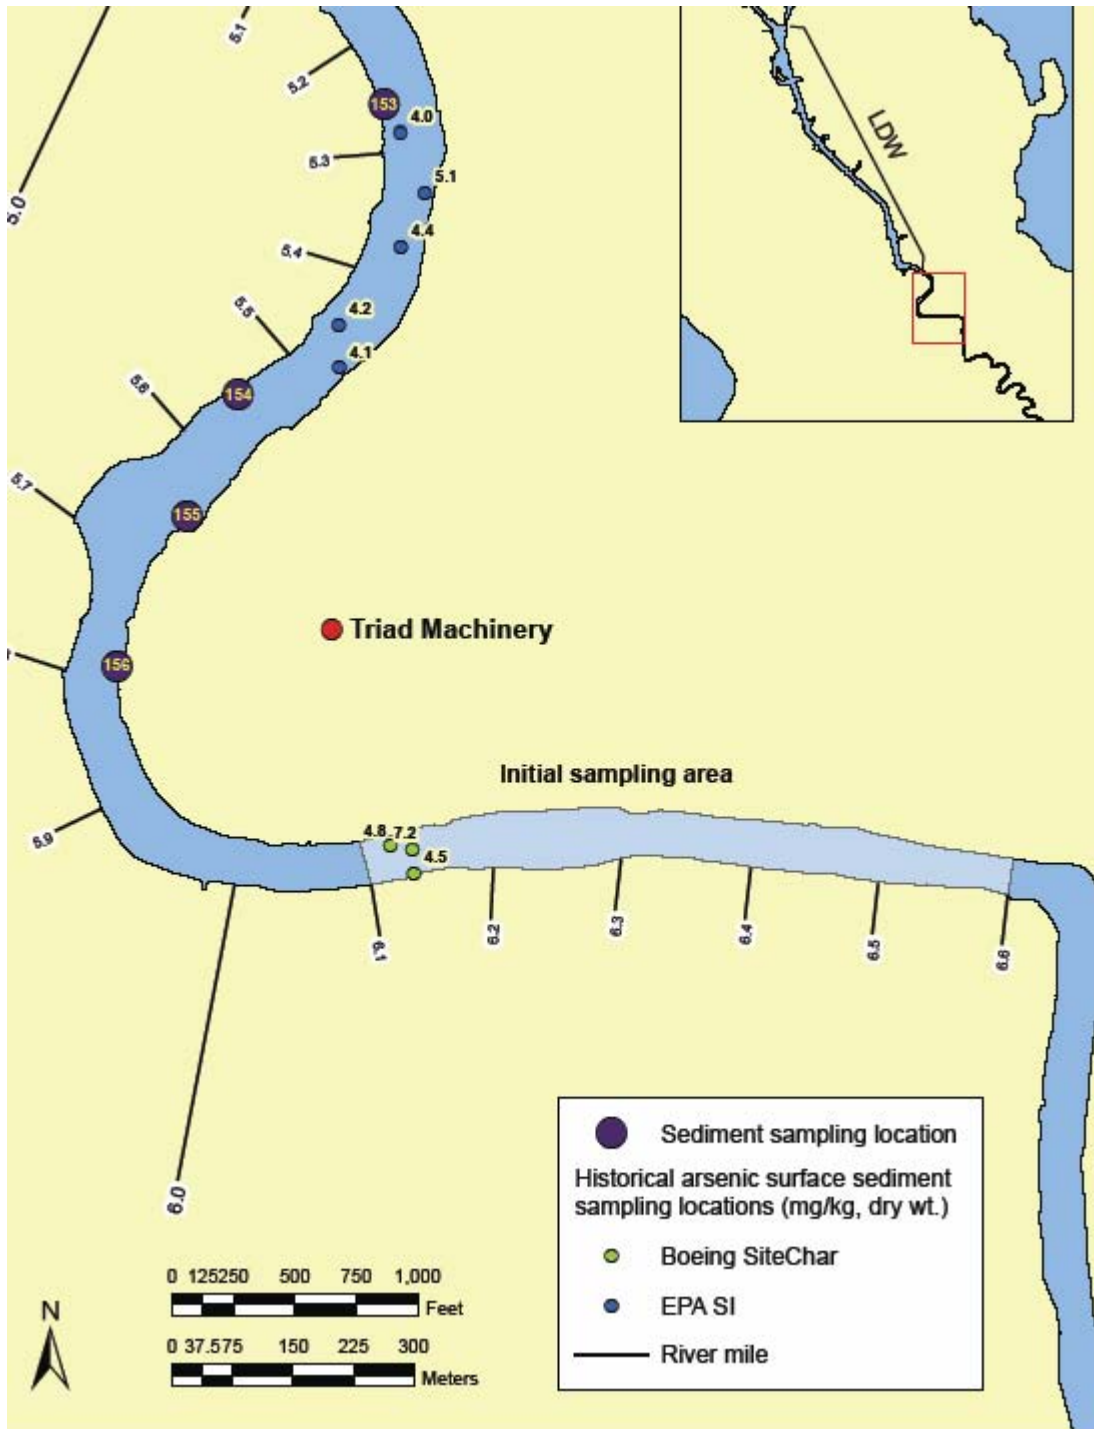 5.1
5.2
LDW
153
4.0
5.3
5.1
5.0
4.4
5.4
5.5
4.2
4.1
5.6
154
5.7
155
Triad Machinery
156
Initial sampling area
5.9
4.8
7.2
4.5
6.1
6.2
6.3
6.4
6.5
6.6
6.0
Sediment sampling location
Historical arsenic surface sediment
sampling locations (mg/kg, dry wt.)
Boeing SiteChar
EPA SI
River mile
0 125250 500 750 1,000
Feet
0 37.575 150 225 300
Meters
N